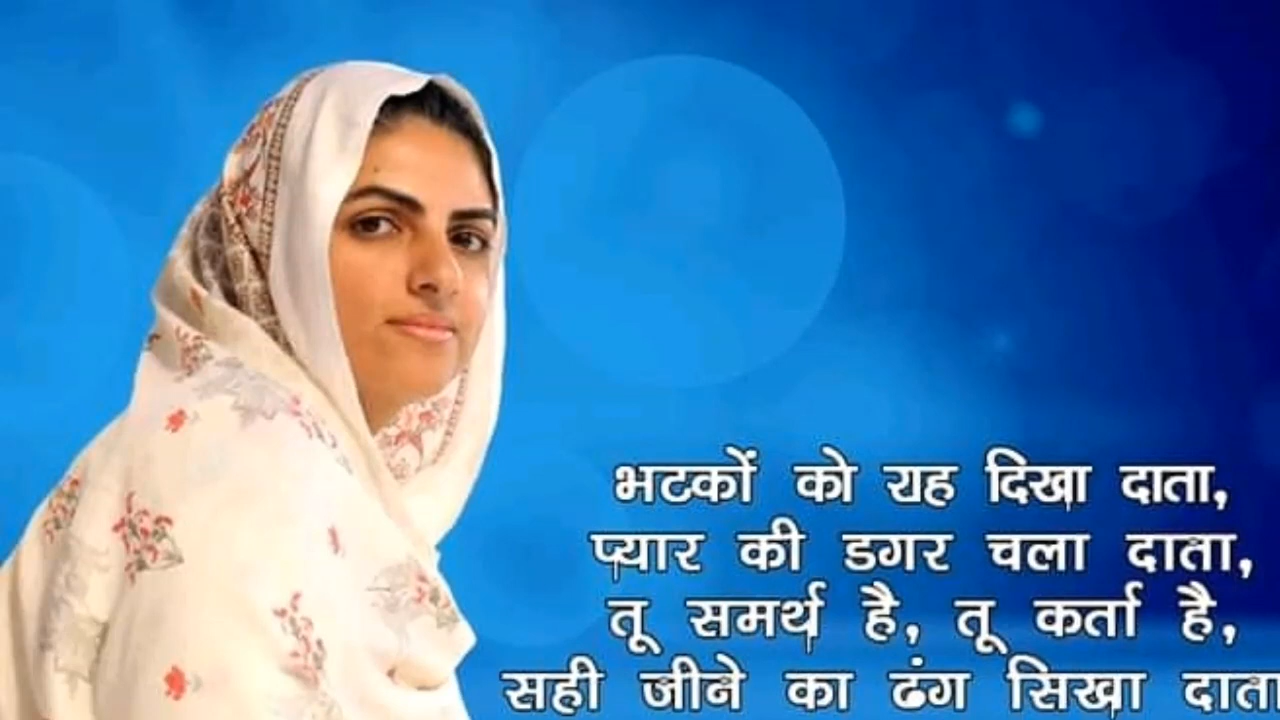 भटकों को राह दिखा दाता,
प्यार की डगर चला दाता,
तू समर्थ है, तू कर्ता है,
सही जीने का ढंग सिखा दाता